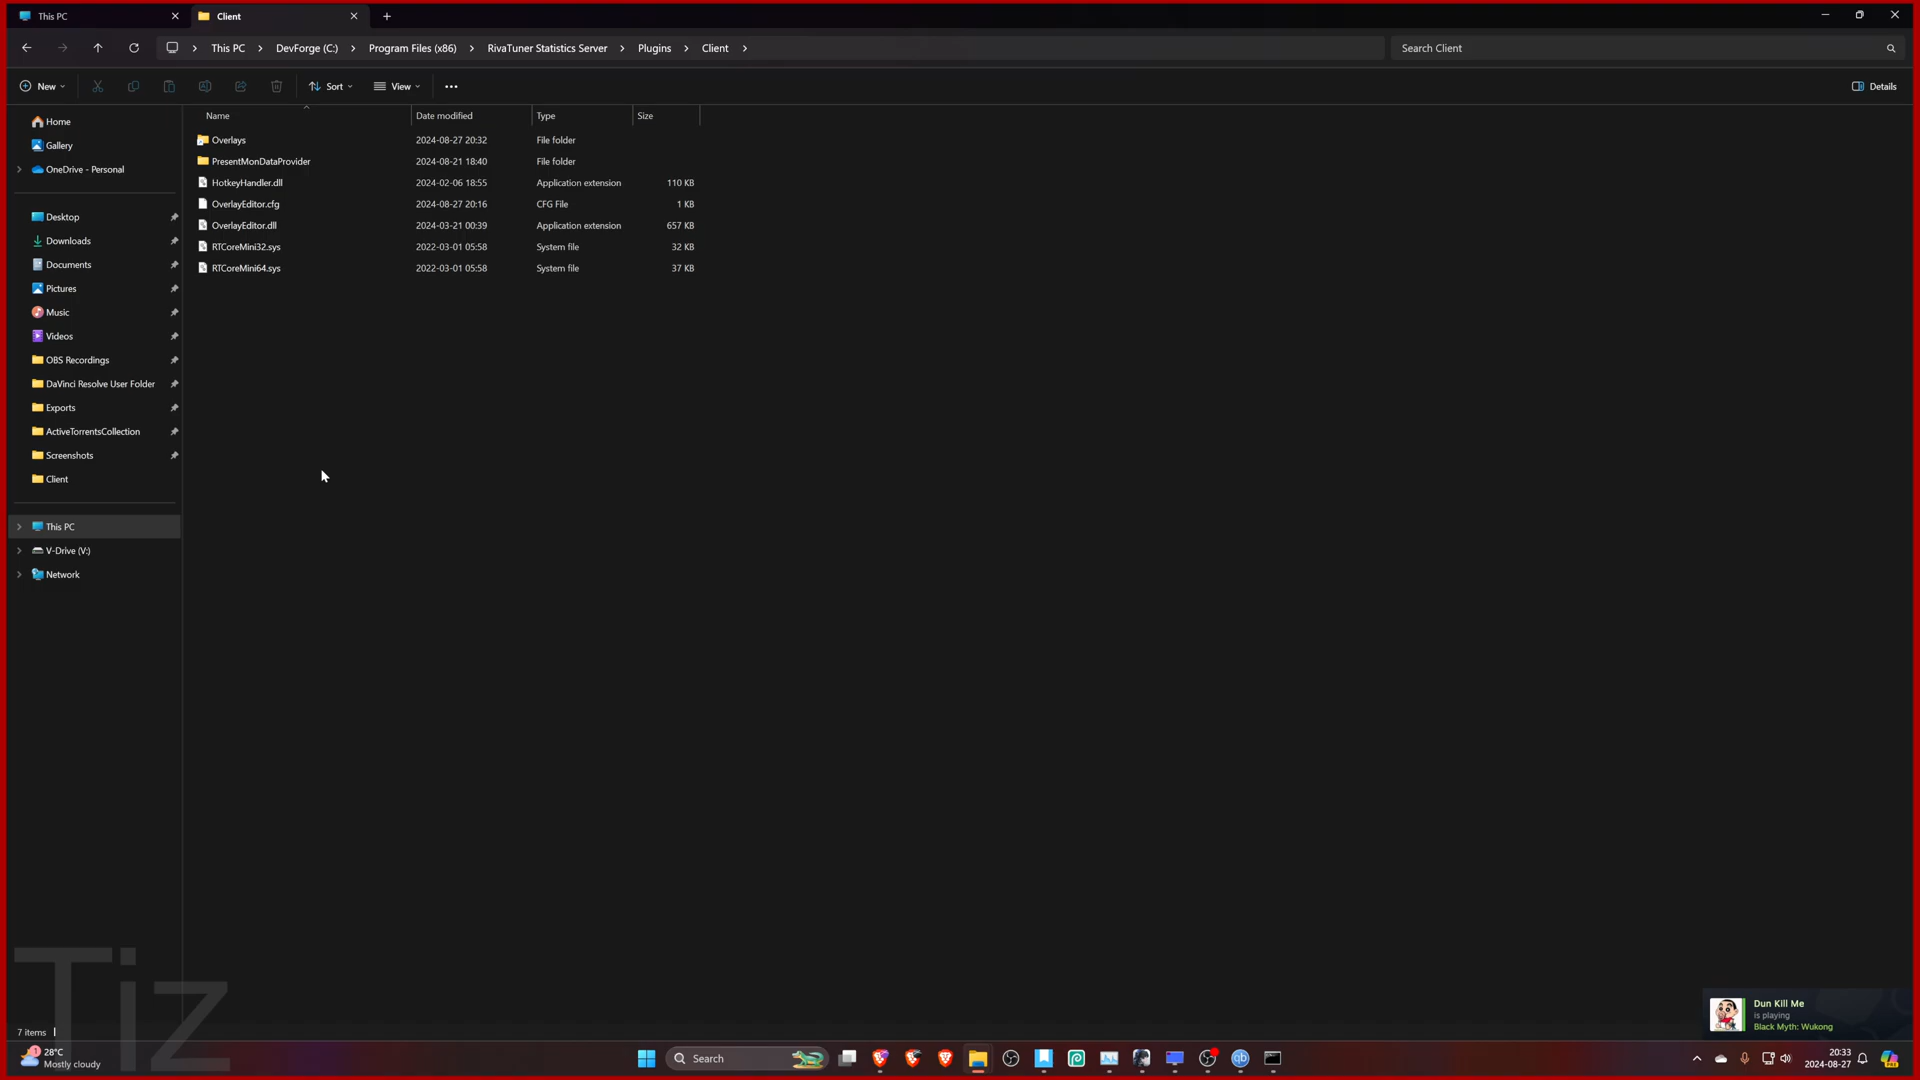 This PC
Client
This PC
DevForge (C:)
Program Files (x86)
RivaTuner Statistics Server
Plugins
Client
Search Client
New
Sort
View
Details
Name Date modified Type Size
Overlays 2024-08-27 20:32 File folder
PresentMonDataProvider 2024-08-21 18:40 File folder
HotkeyHandler.dll 2024-02-06 18:55 Application extension 110 KB
OverlayEditor.cfg 2024-08-27 20:16 CFG File 1 KB
OverlayEditor.dll 2024-03-21 00:39 Application extension 657 KB
RTCoreMini32.sys 2022-03-01 05:58 System file 32 KB
RTCoreMini64.sys 2022-03-01 05:58 System file 37 KB
Home
Gallery
OneDrive - Personal
Desktop
Downloads
Documents
Pictures
Music
Videos
OBS Recordings
DaVinci Resolve User Folder
Exports
ActiveTorrentsCollection
Screenshots
Client
This PC
V-Drive (V:)
Network
Tiz
7 items
Dun Kill Me
is playing
Black Myth: Wukong
1
28°C
Mostly cloudy
Search
qb
20:33
2024-08-27